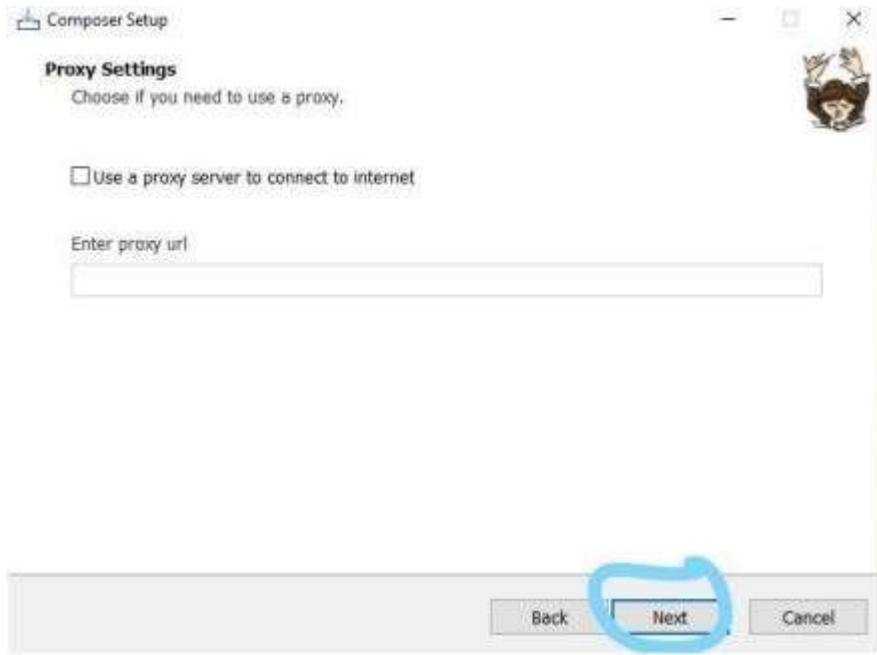 Composer Setup
Proxy Settings
Choose if you need to use a proxy.
Use a proxy server to connect to internet
Enter proxy url
Back Next Cancel